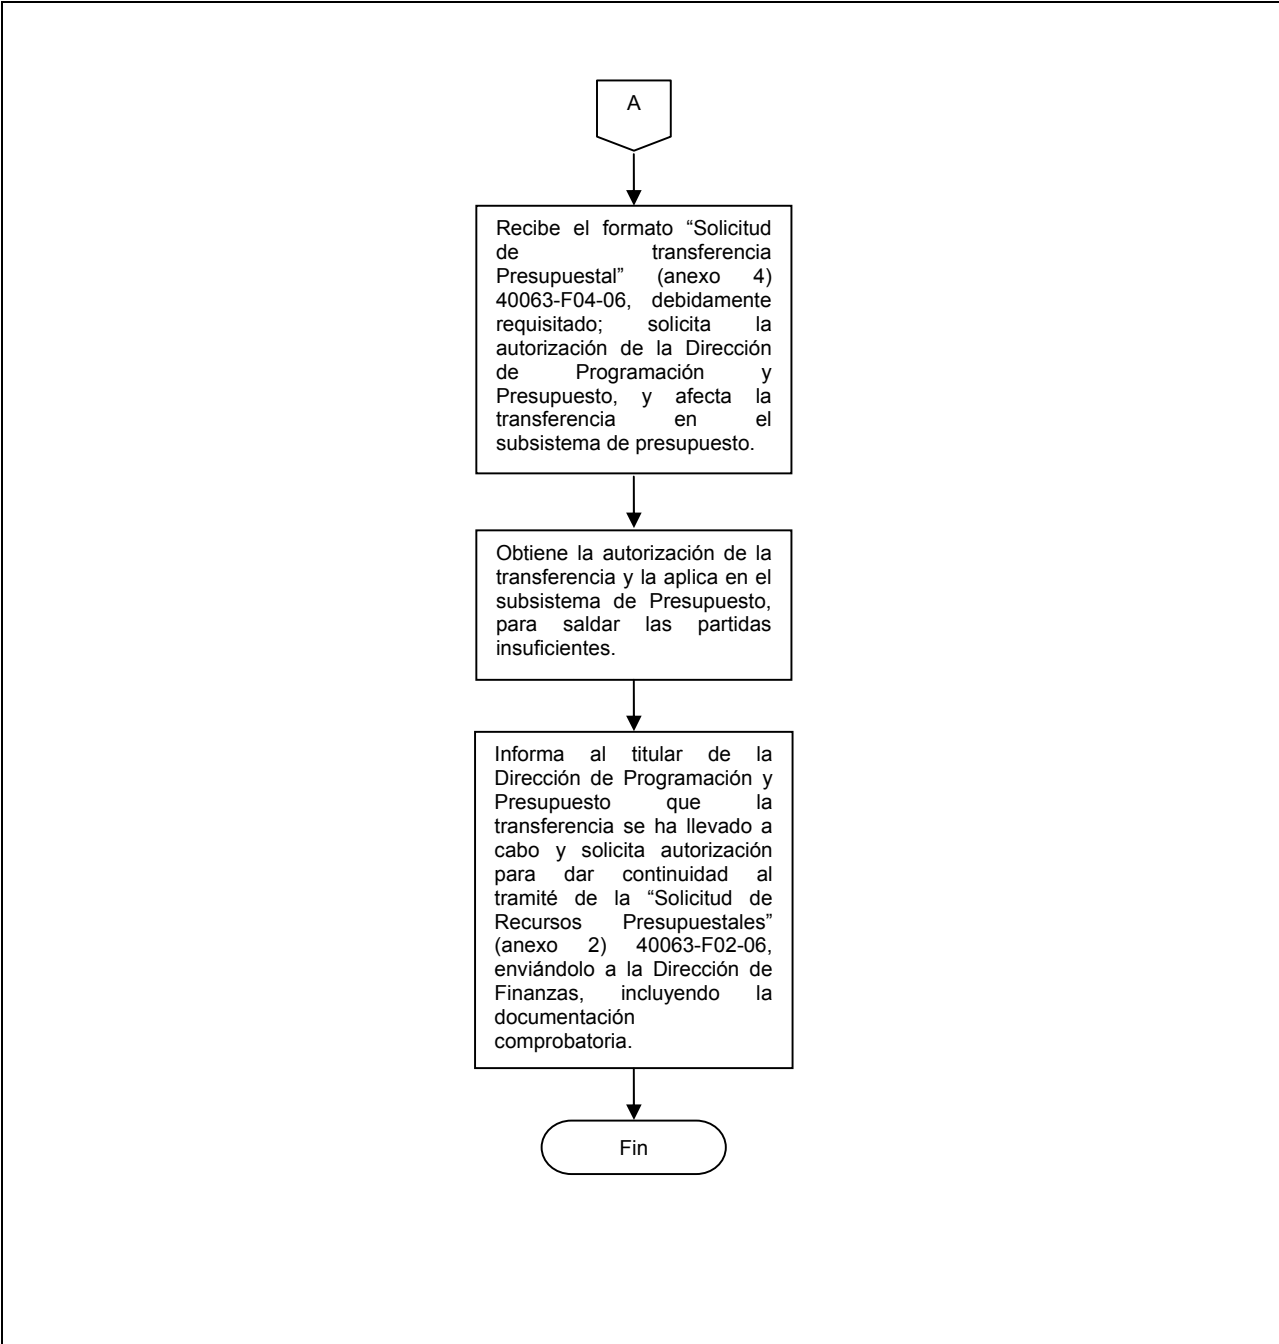 A
Recibe el formato “Solicitud
de transferencia
Presupuestal” (anexo 4)
40063-F04-06, debidamente
requisitado; solicita la
autorización de la Dirección
de Programación y
Presupuesto, y afecta la
transferencia en el
subsistema de presupuesto.
Obtiene la autorización de la
transferencia y la aplica en el
subsistema de Presupuesto,
para saldar las partidas
insuficientes.
Informa al titular de la
Dirección de Programación y
Presupuesto que la
transferencia se ha llevado a
cabo y solicita autorización
para dar continuidad al
tramité de la “Solicitud de
Recursos Presupuestales”
(anexo 2) 40063-F02-06,
enviándolo a la Dirección de
Finanzas, incluyendo la
documentación
comprobatoria.
Fin